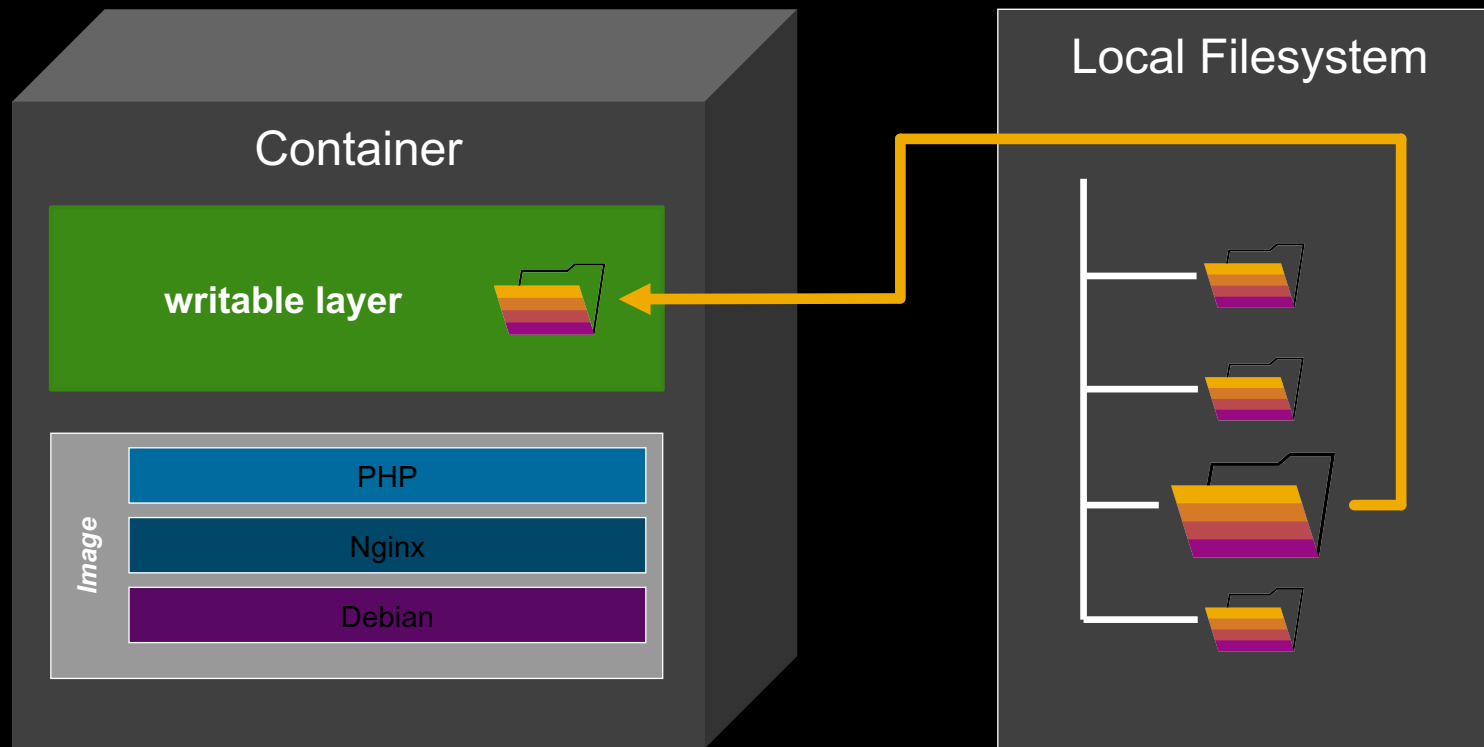 Container
writable layer
Image
PHP
Nginx
Debian
Local Filesystem